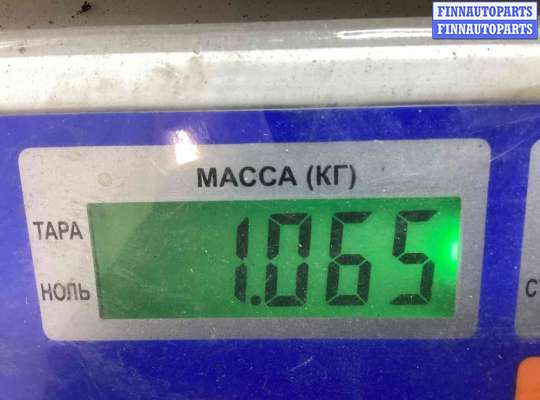 FINNAUTOPARTS
FINNAUTOPARTS
МАССА (КГ)
ТАРА
1.065
НОЛЬ